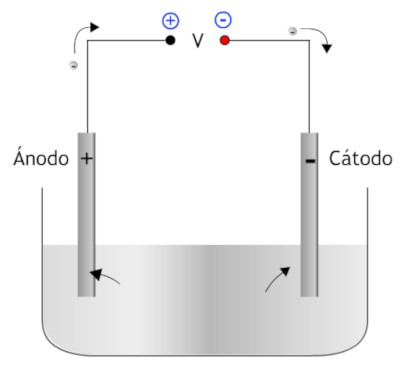 ⊕ V ⊖
-
-
Ánodo + - Cátodo